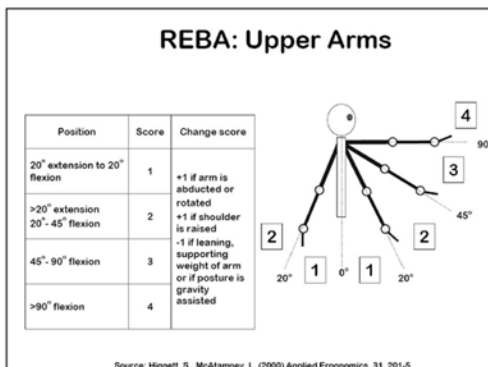 REBA: Upper Arms
Position
Score
Change score
20° extension to 20°
flexion
1
>20° extension
20°- 45° flexion
2
45°- 90° flexion
3
>90° flexion
4
+1 if arm is
abducted or
rotated
+1 if shoulder
is raised
-1 if leaning,
supporting
weight of arm
or if posture is
gravity
assisted
4
90°
3
45°
2
2
1
1
20°
0°
20°
Source: Hignett, S., McAtamney, L. (2000) Applied Ergonomics, 31, 201-5